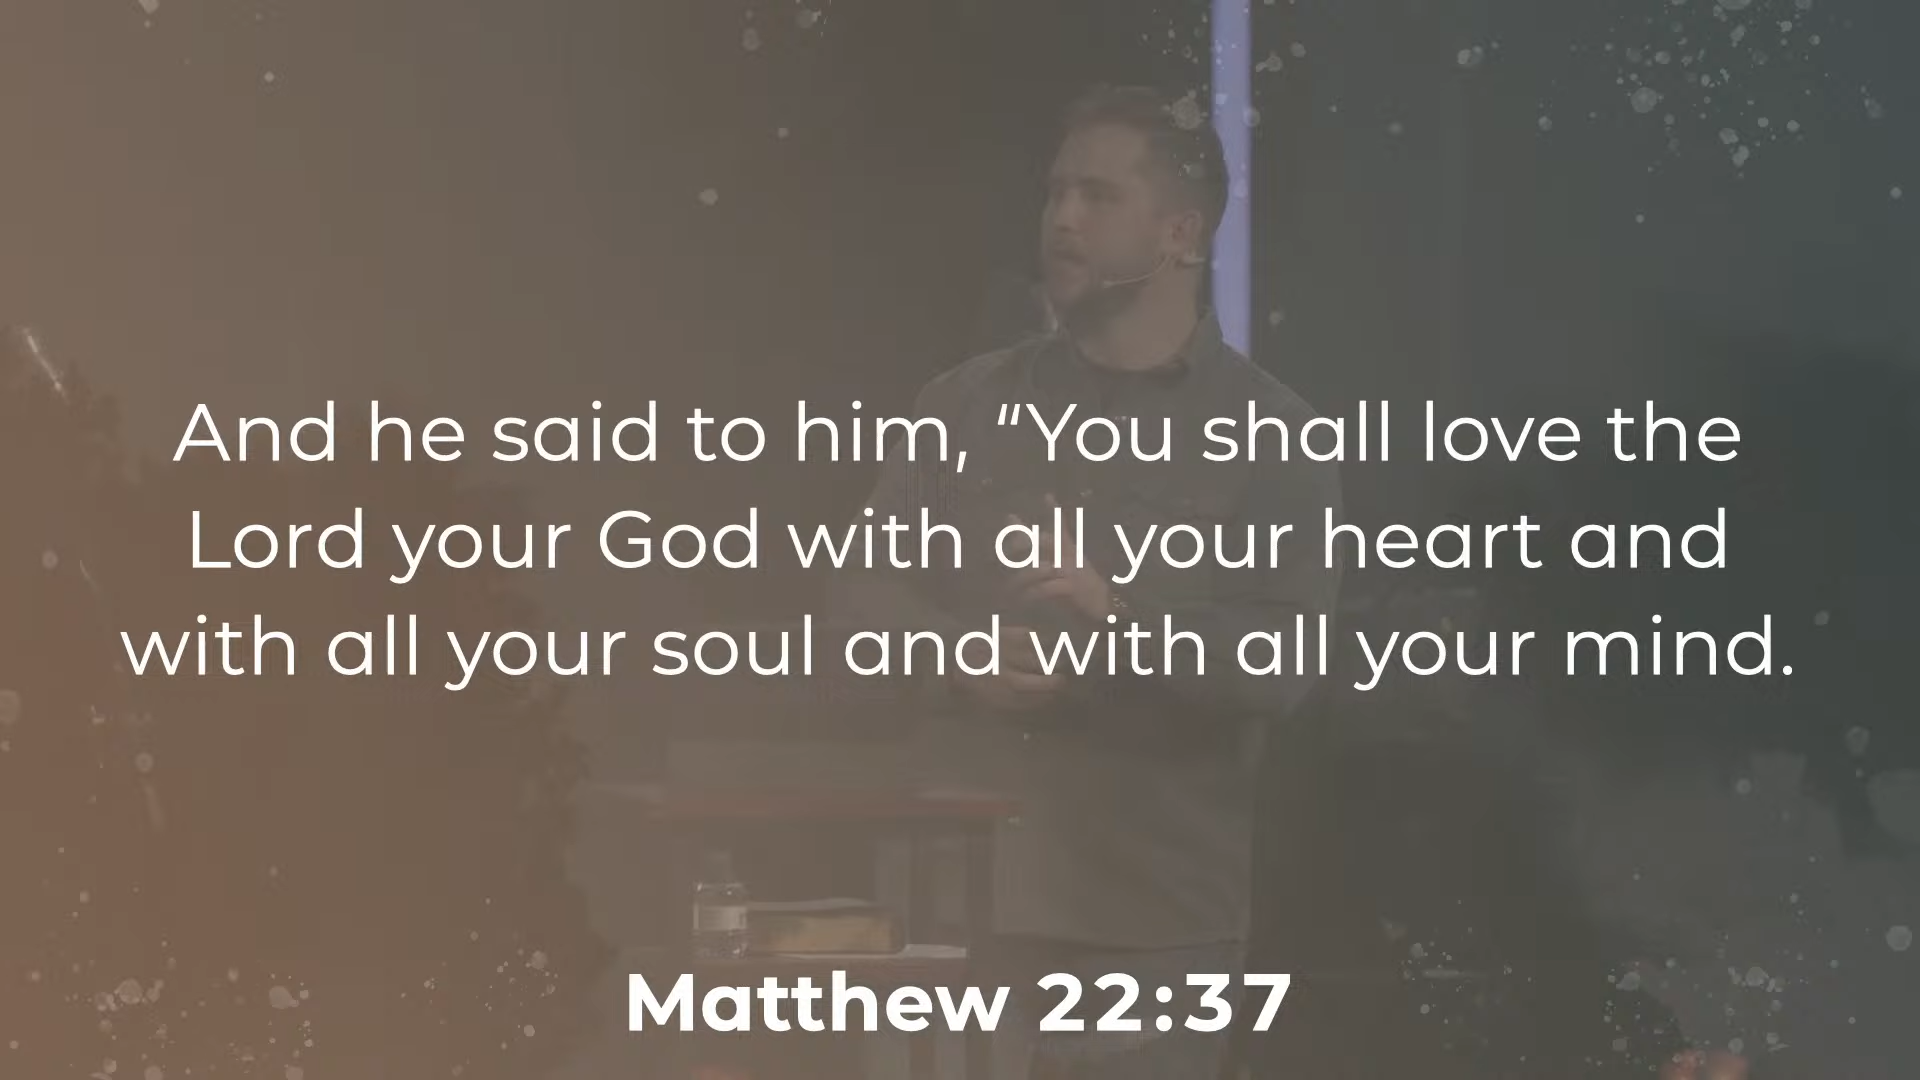 And he said to him, “You shall love the
Lord your God with all your heart and
with all your soul and with all your mind.
Matthew 22:37